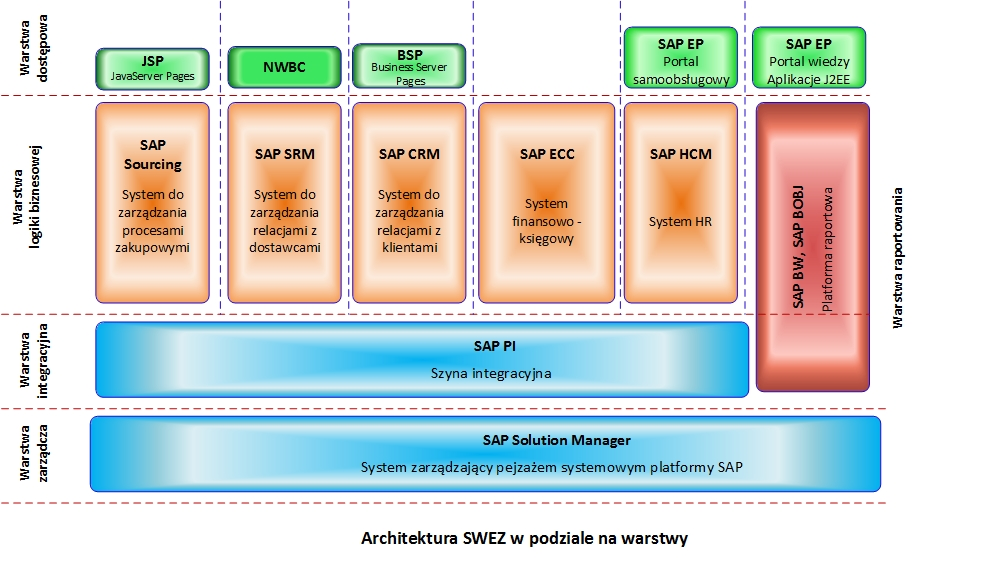 Warstwa
dostępowa
JSP
JavaServer Pages
NWBC
BSP
Business Server
Pages
SAP EP
Portal
samoobsługowy
SAP EP
Portal wiedzy
Aplikacje J2EE
Warstwa
logiki biznesowej
SAP
Sourcing
System do
zarządzania
procesami
zakupowymi
SAP SRM
System do
zarządzania
relacjami z
dostawcami
SAP CRM
System do
zarządzania
relacjami z
klientami
SAP ECC
System
finansowo -
księgowy
SAP HCM
System HR
SAP BW, SAP BOBJ
Platforma raportowa
Warstwa raportowania
Warstwa
integracyjna
SAP PI
Szyna integracyjna
Warstwa
zarządcza
SAP Solution Manager
System zarządzający pejzażem systemowym platformy SAP
Architektura SWEZ w podziale na warstwy